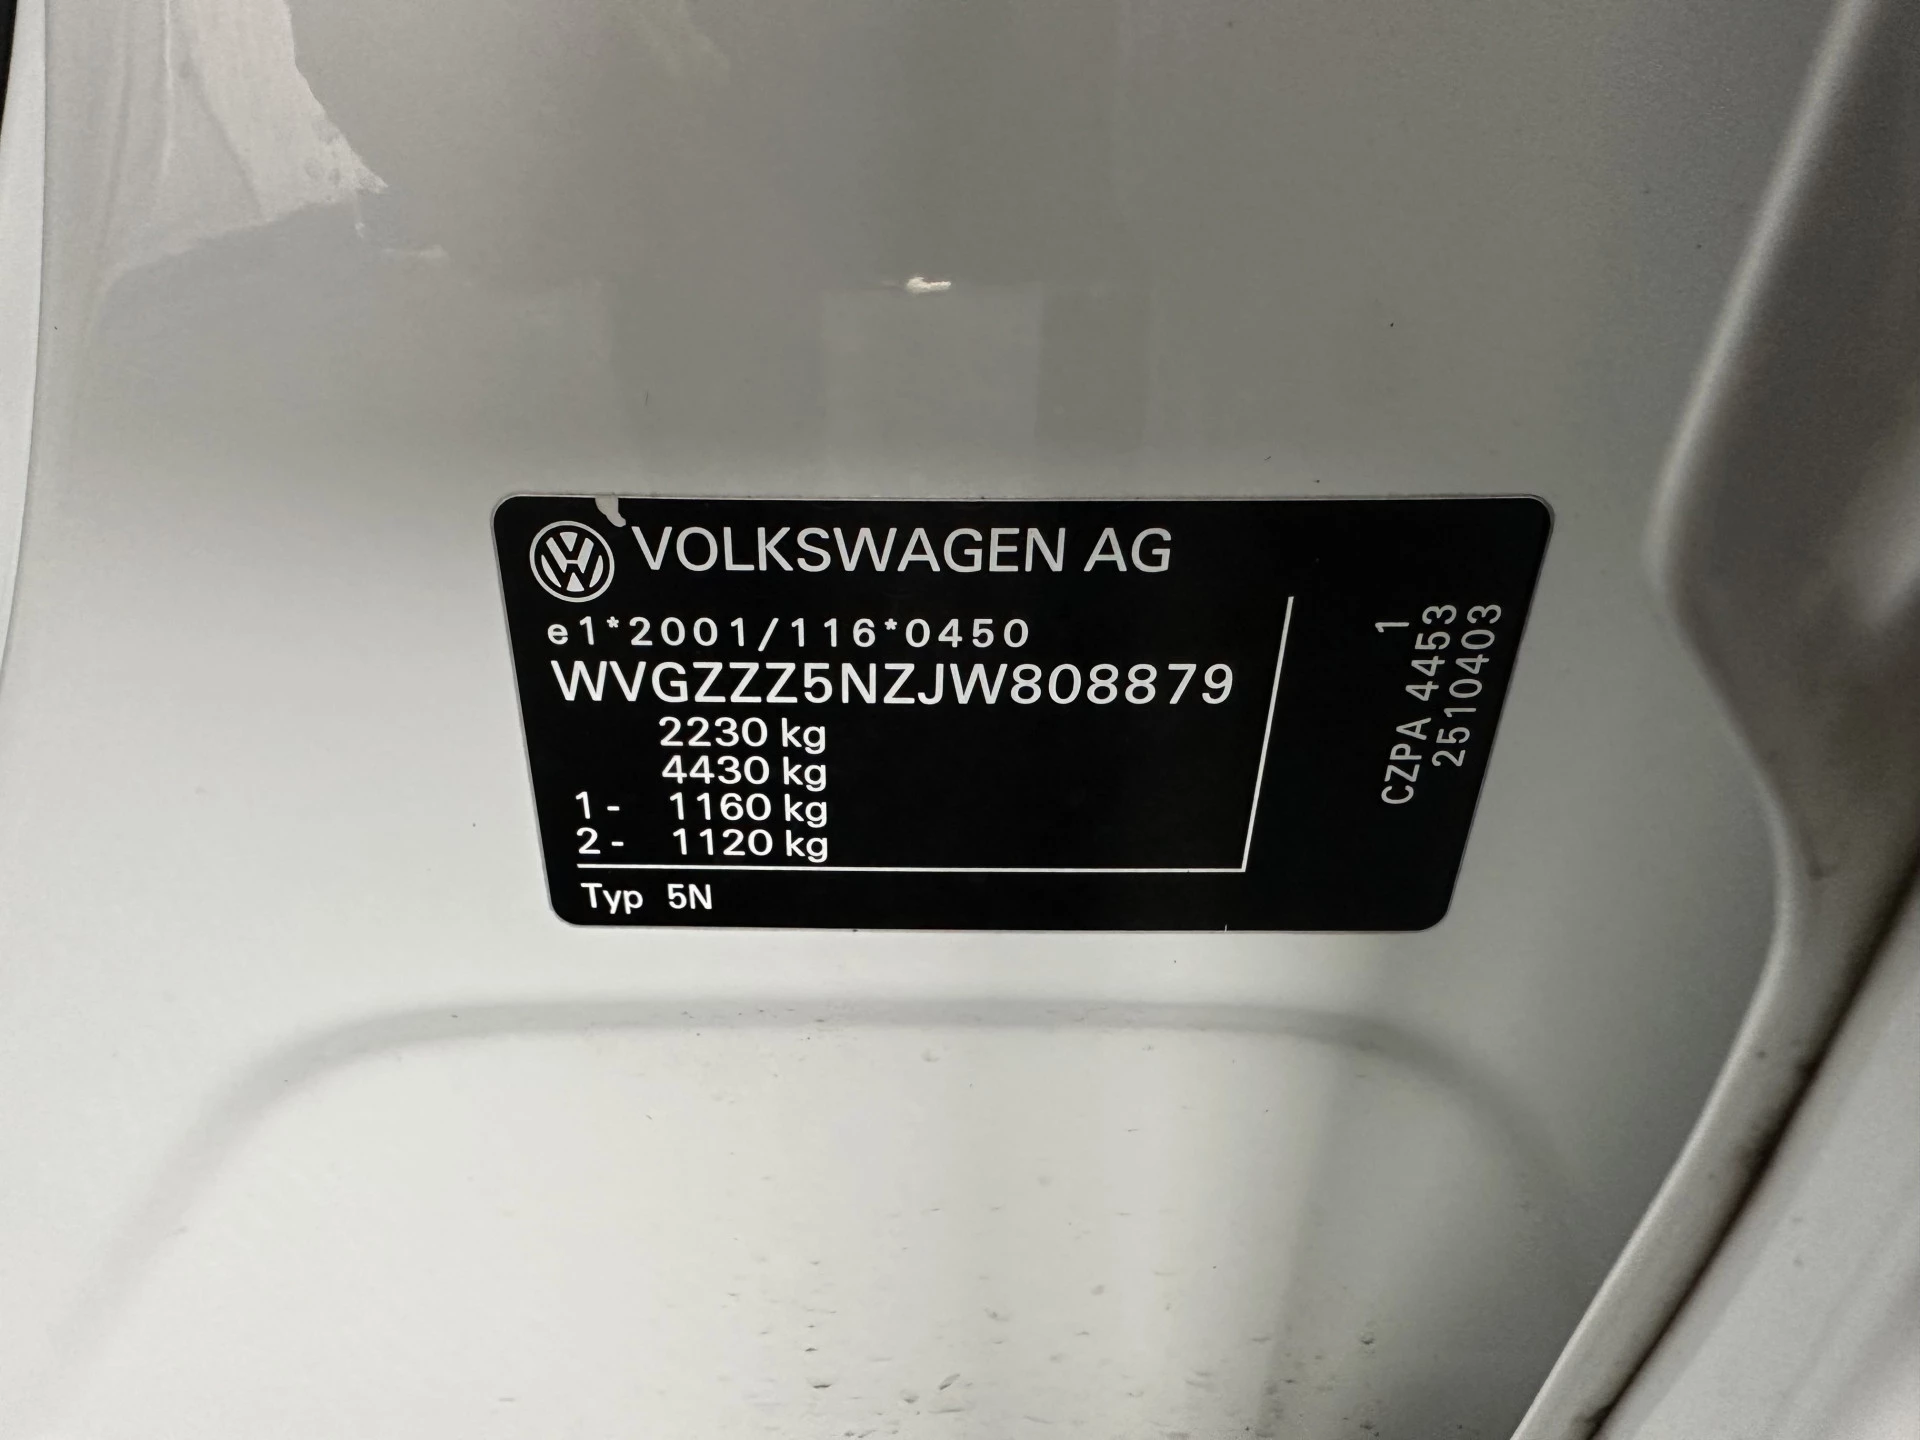 VOLKSWAGEN AG
e1*2001/116*0450
WVGZZZ5NZJW808879
2230 kg
4430 kg
1 - 1160 kg
2 - 1120 kg
Typ 5N
1
CZPA 4453
2510403